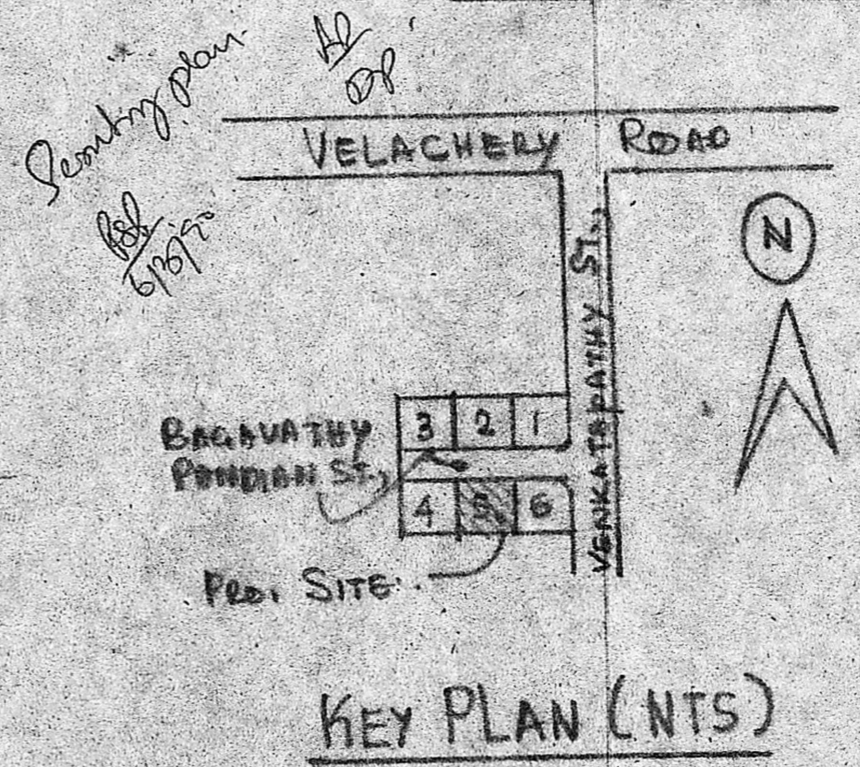 plan
VELACHERY ROAD
N
VENKATAPATHY ST.,
3 2 1
BAGAVATHY
PANDIAN ST.,
4 5 6
PRO. SITE.
KEY PLAN (NTS)